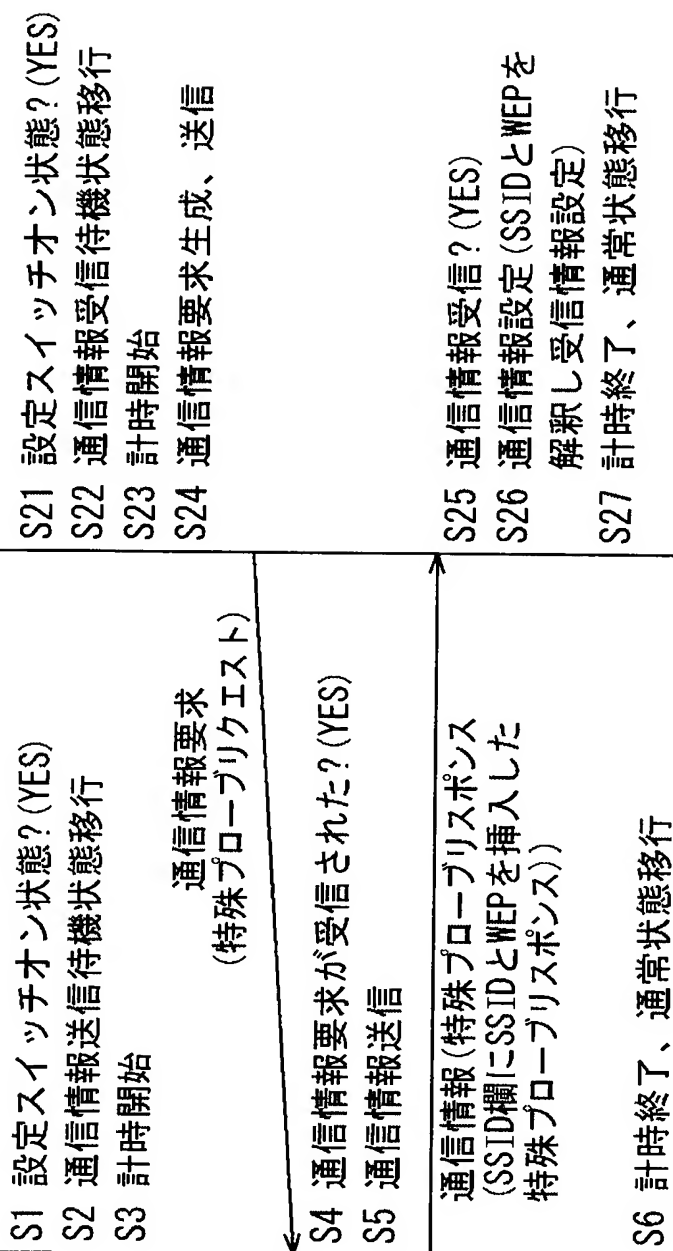 S1 設定スイッチオン状態?(YES)
S2 通信情報送信待機状態移行
S3 計時開始
通信情報要求
(特殊プローブリクエスト)
S4 通信情報要求が受信された?(YES)
S5 通信情報送信
通信情報(特殊プローブリスポンス
(SSID欄にSSIDとWEPを挿入した
特殊プローブリスポンス))
S6 計時終了、通常状態移行
S21 設定スイッチオン状態?(YES)
S22 通信情報受信待機状態移行
S23 計時開始
S24 通信情報要求生成、送信
S25 通信情報受信?(YES)
S26 通信情報設定(SSIDとWEPを
解釈し受信情報設定)
S27 計時終了、通常状態移行